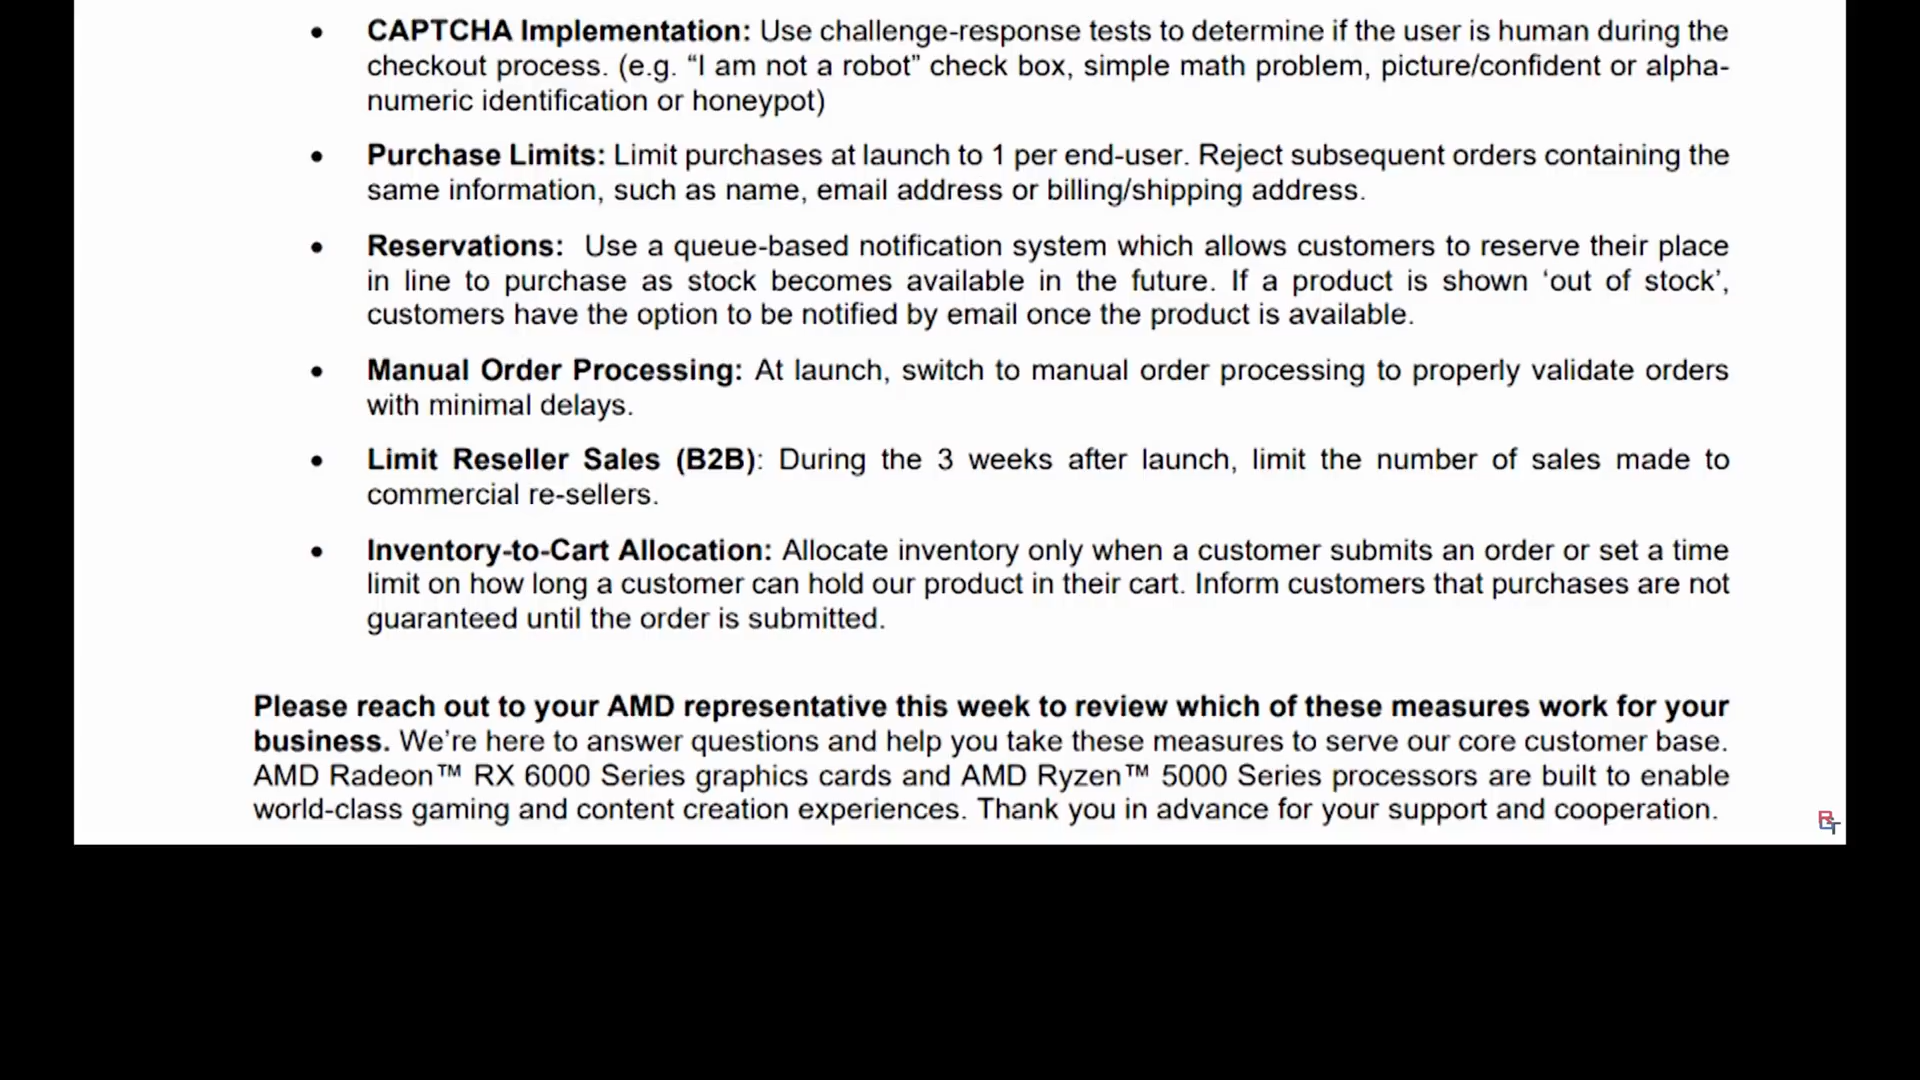 • CAPTCHA Implementation: Use challenge-response tests to determine if the user is human during the
checkout process. (e.g. “I am not a robot” check box, simple math problem, picture/confident or alpha-
numeric identification or honeypot)
• Purchase Limits: Limit purchases at launch to 1 per end-user. Reject subsequent orders containing the
same information, such as name, email address or billing/shipping address.
• Reservations: Use a queue-based notification system which allows customers to reserve their place
in line to purchase as stock becomes available in the future. If a product is shown ‘out of stock’,
customers have the option to be notified by email once the product is available.
• Manual Order Processing: At launch, switch to manual order processing to properly validate orders
with minimal delays.
• Limit Reseller Sales (B2B): During the 3 weeks after launch, limit the number of sales made to
commercial re-sellers.
• Inventory-to-Cart Allocation: Allocate inventory only when a customer submits an order or set a time
limit on how long a customer can hold our product in their cart. Inform customers that purchases are not
guaranteed until the order is submitted.
Please reach out to your AMD representative this week to review which of these measures work for your
business. We’re here to answer questions and help you take these measures to serve our core customer base.
AMD Radeon™ RX 6000 Series graphics cards and AMD Ryzen™ 5000 Series processors are built to enable
world-class gaming and content creation experiences. Thank you in advance for your support and cooperation.